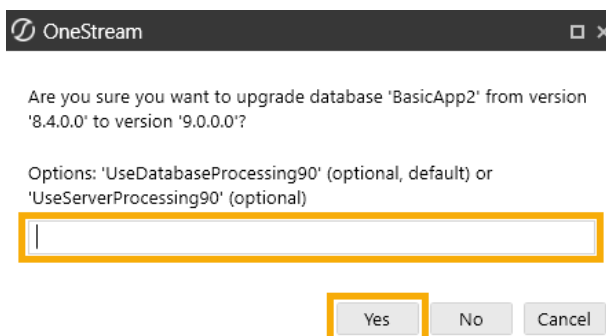 OneStream
Are you sure you want to upgrade database 'BasicApp2' from version
'8.4.0.0' to version '9.0.0.0'?
Options: 'UseDatabaseProcessing90' (optional, default) or
'UseServerProcessing90' (optional)
Yes No Cancel